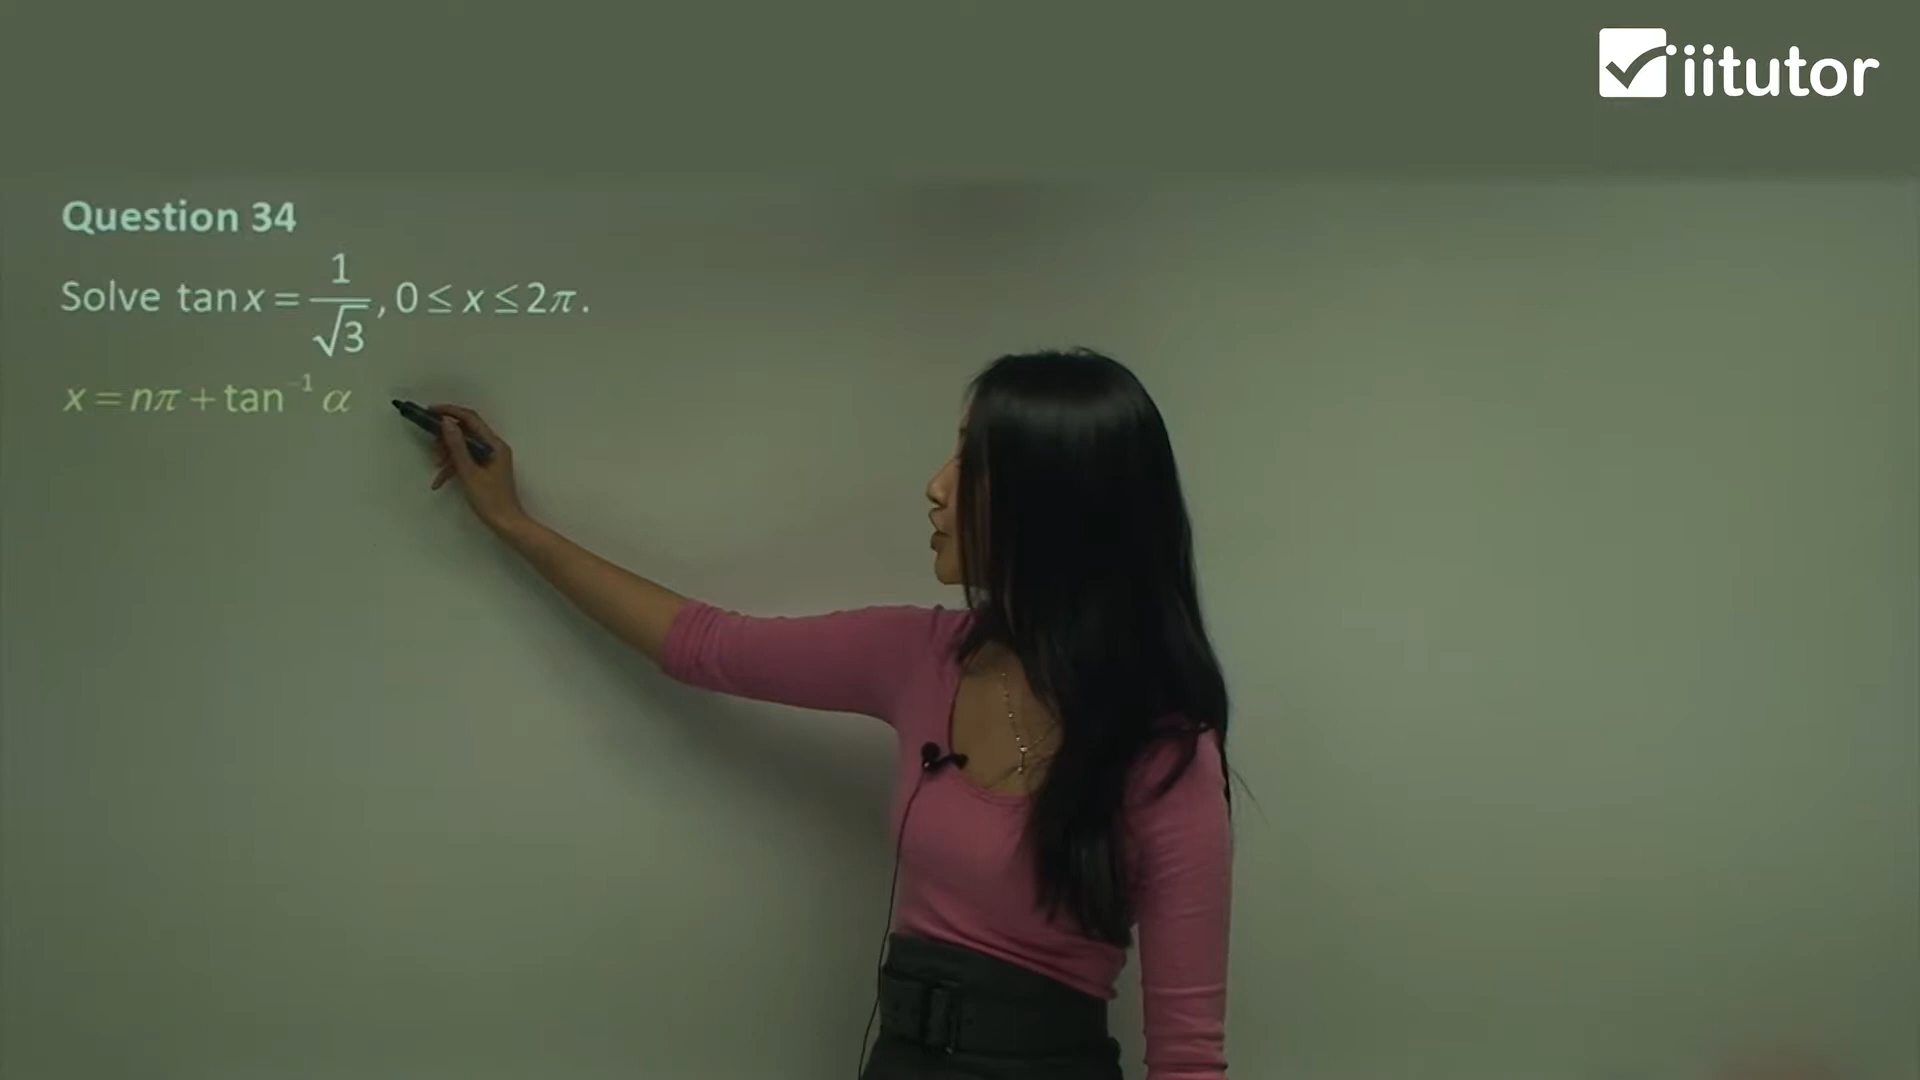 iitutor
Question 34
Solve tan x = 1/√3 , 0 ≤ x ≤ 2π.
x = nπ + tan⁻¹ α